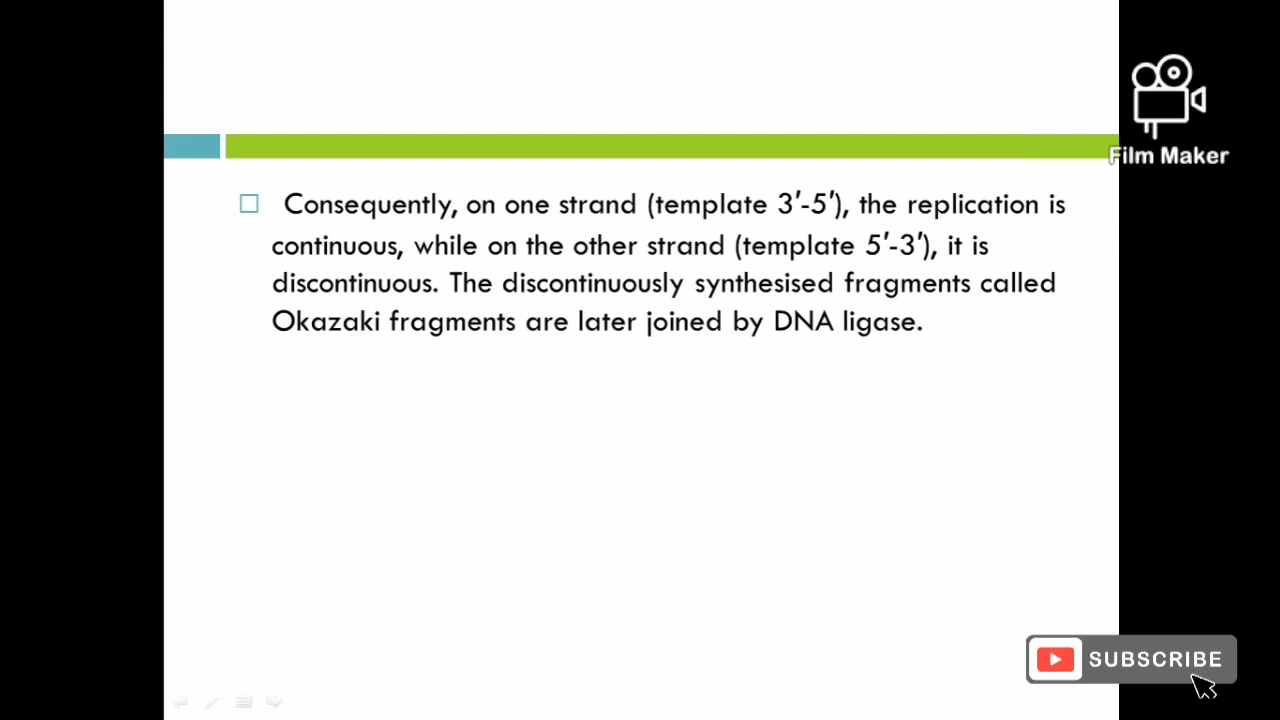 Film Maker
Consequently, on one strand (template 3′-5′), the replication is
continuous, while on the other strand (template 5′-3′), it is
discontinuous. The discontinuously synthesised fragments called
Okazaki fragments are later joined by DNA ligase.
SUBSCRIBE